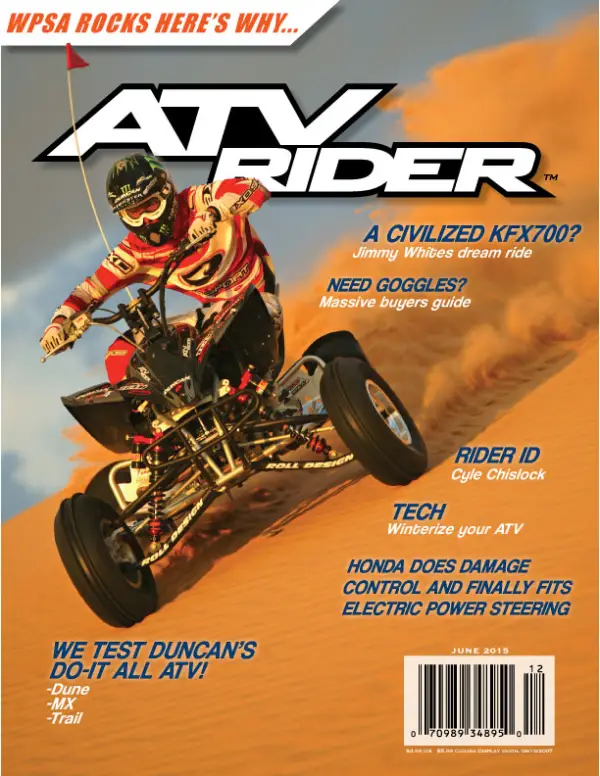 WPSA ROCKS HERE'S WHY...
ATV
RIDER
™
A CIVILIZED KFX700?
Jimmy Whites dream ride
NEED GOGGLES?
Massive buyers guide
RIDER ID
Cyle Chislock
TECH
Winterize your ATV
HONDA DOES DAMAGE
CONTROL AND FINALLY FITS
ELECTRIC POWER STEERING
ROLL DESIGN
ROLL DESIGN
WE TEST DUNCAN'S
DO-IT ALL ATV!
-Dune
-MX
-Trail
JUNE 2015
12
0 70989 34895 0